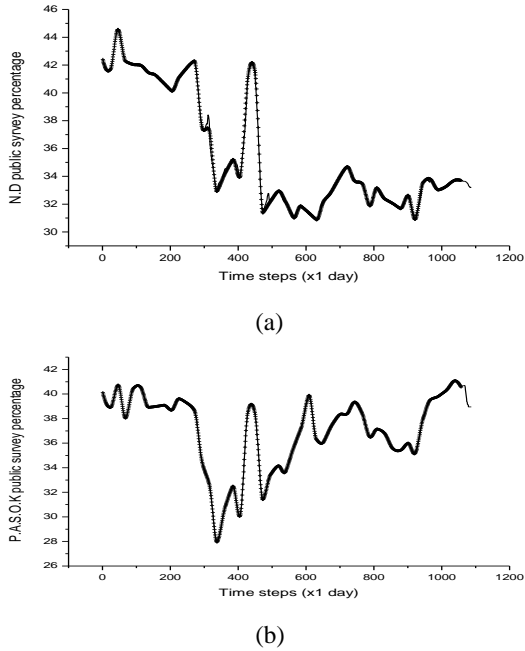 N.D public syrvey percentage
46
44
42
40
38
36
34
32
30
0 200 400 600 800 1000 1200
Time steps (x1 day)
(a)
P.A.S.O.K public survey percentage
42
40
38
36
34
32
30
28
26
0 200 400 600 800 1000 1200
Time steps (x1 day)
(b)